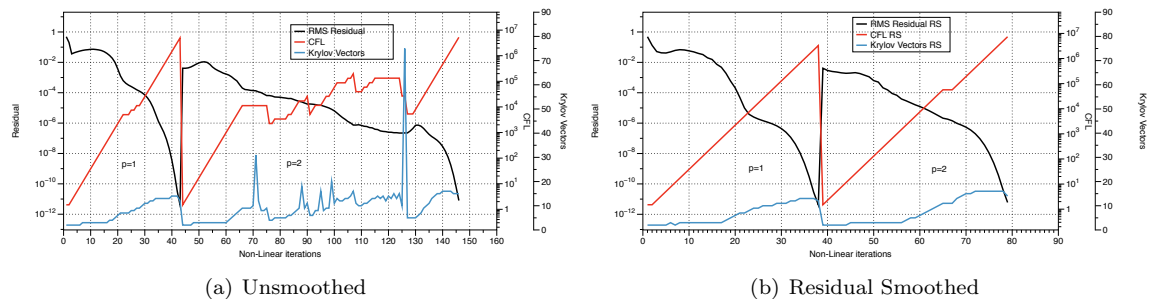 RMS Residual
CFL
Krylov Vectors
1
10−2
10−4
10−6
10−8
10−10
10−12
Residual
p=1
p=2
0 10 20 30 40 50 60 70 80 90 100 110 120 130 140 150 160
Non-Linear iterations
10^7
10^6
10^5
10^4
10^3
10^2
10^1
1
CFL
90
80
70
60
50
40
30
20
10
0
Krylov Vectors
(a) Unsmoothed
RMS Residual RS
CFL RS
Krylov Vectors RS
1
10−2
10−4
10−6
10−8
10−10
10−12
Residual
p=1
p=2
0 10 20 30 40 50 60 70 80 90
Non-Linear iterations
10^7
10^6
10^5
10^4
10^3
10^2
10^1
1
CFL
90
80
70
60
50
40
30
20
10
0
Krylov Vectors
(b) Residual Smoothed